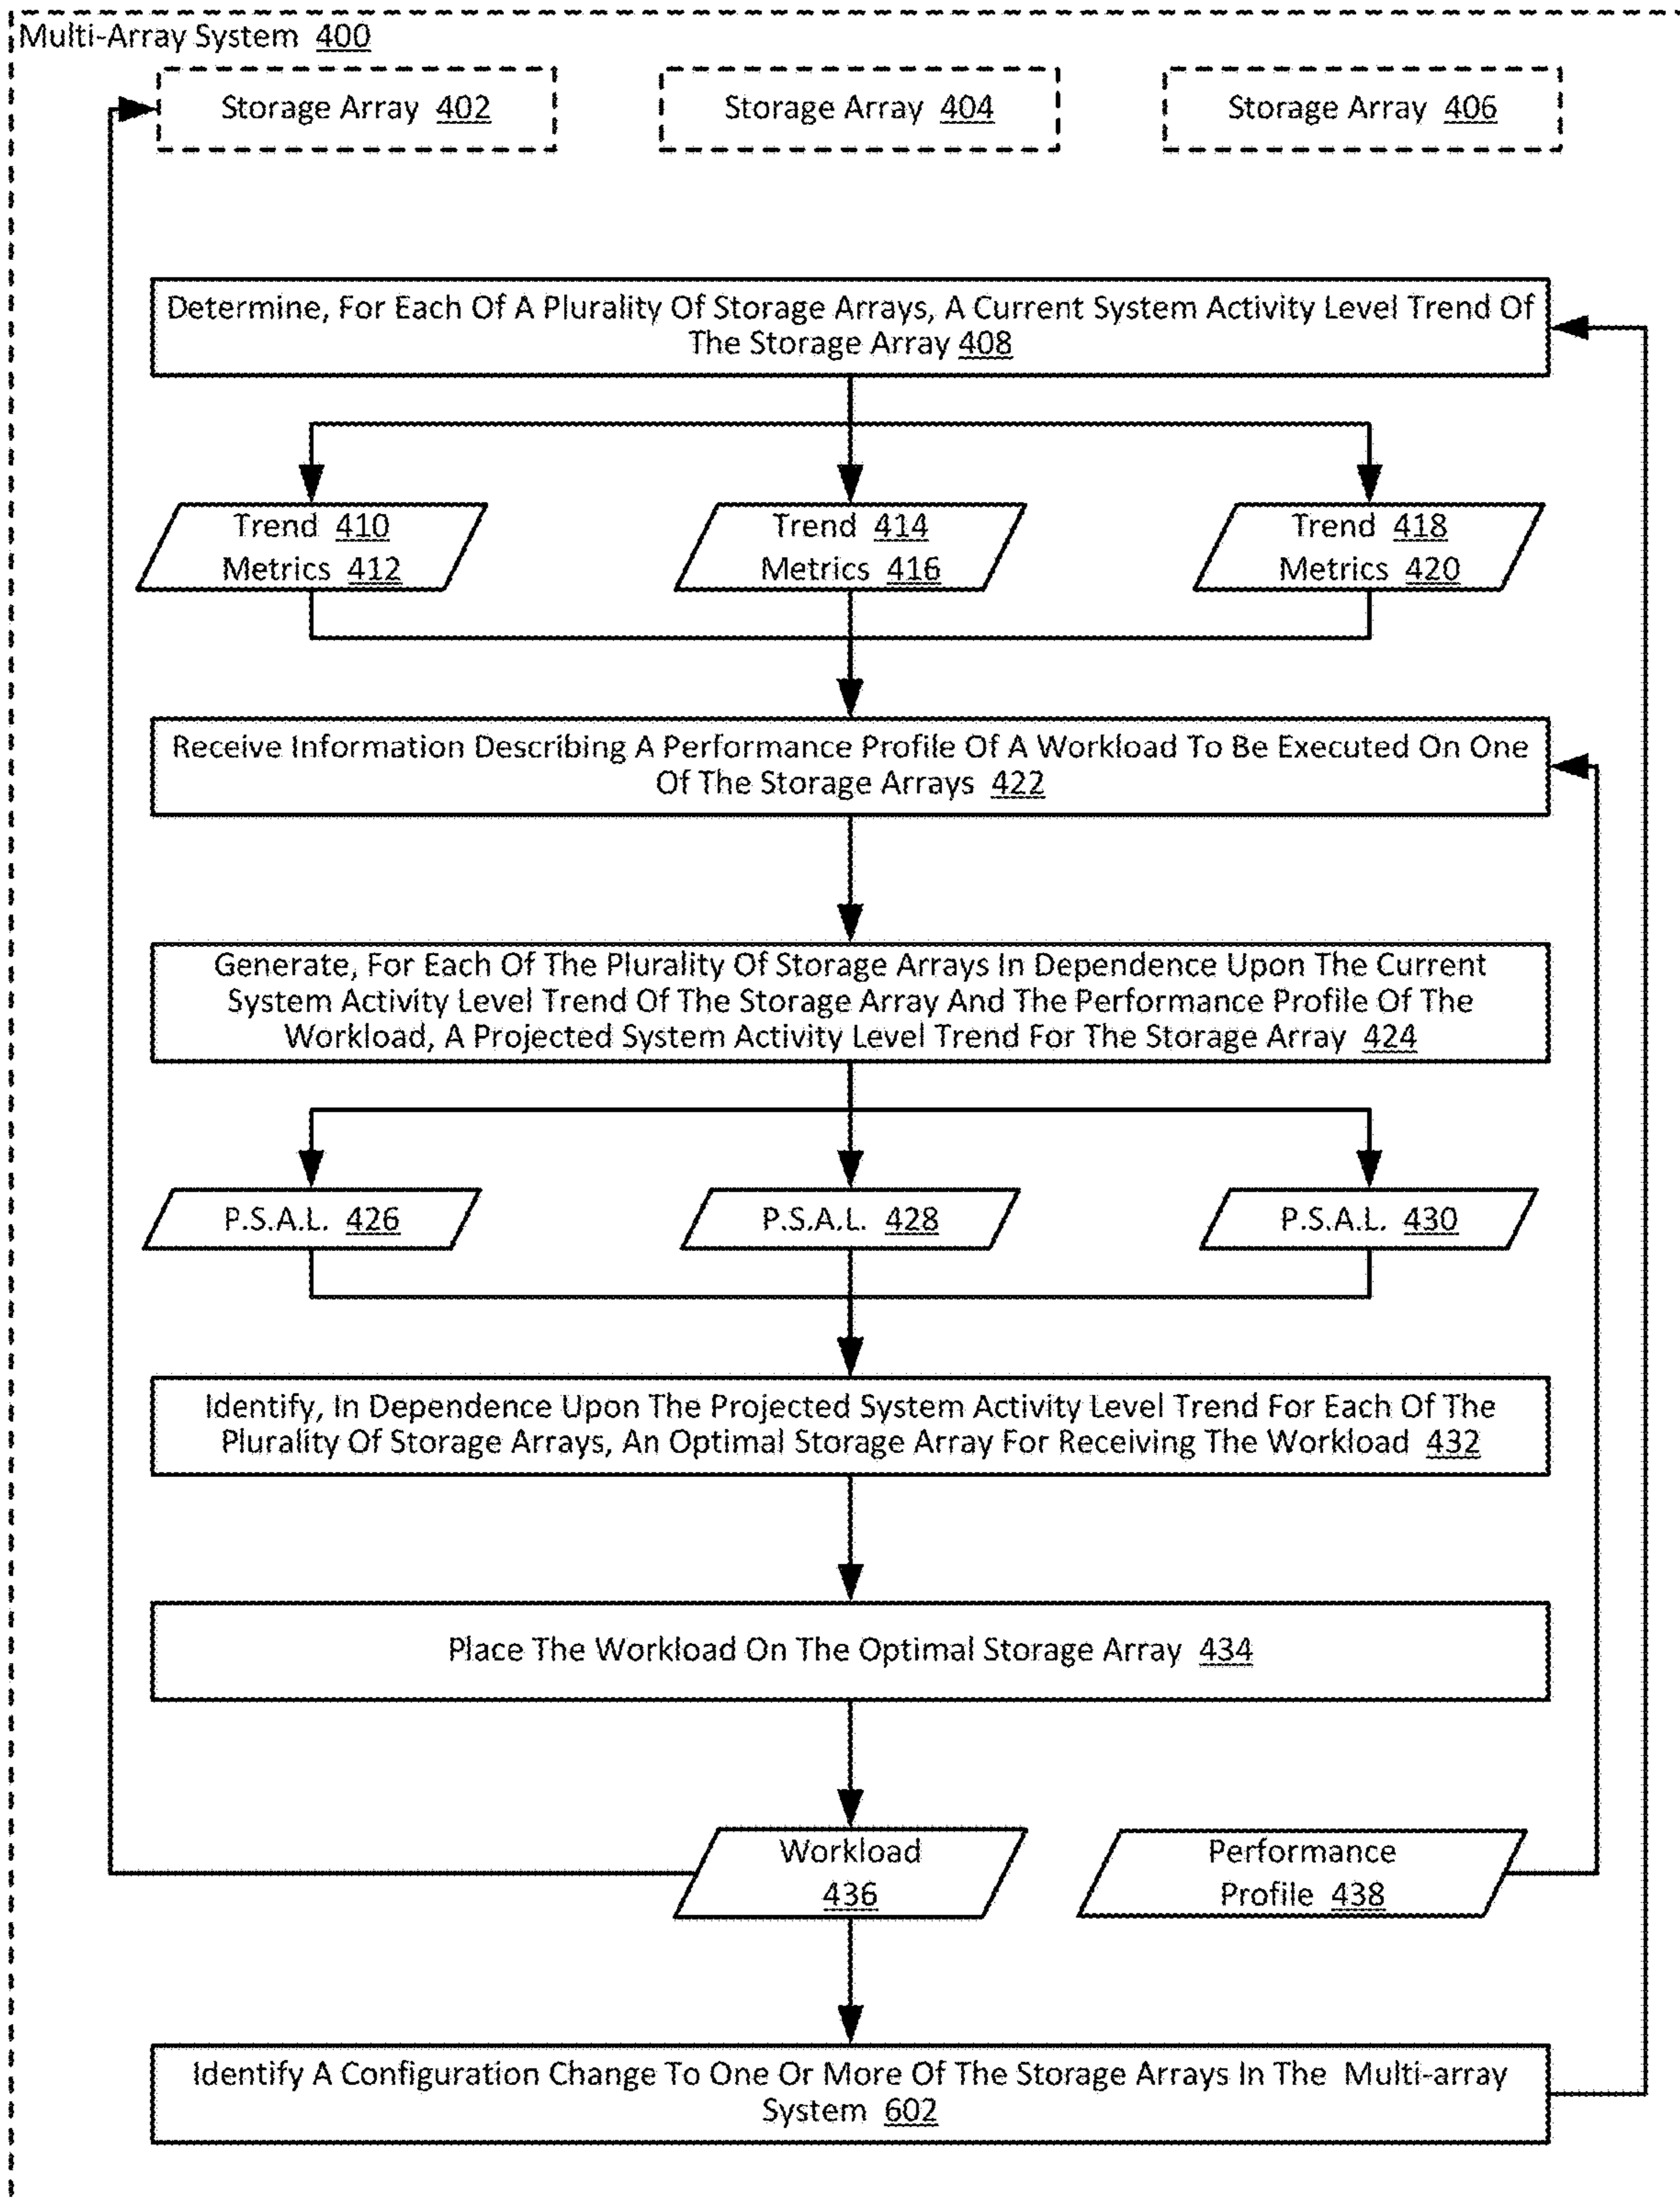 Multi-Array System 400
Storage Array 402
Storage Array 404
Storage Array 406
Determine, For Each Of A Plurality Of Storage Arrays, A Current System Activity Level Trend Of
The Storage Array 408
Trend 410
Metrics 412
Trend 414
Metrics 416
Trend 418
Metrics 420
Receive Information Describing A Performance Profile Of A Workload To Be Executed On One
Of The Storage Arrays 422
Generate, For Each Of The Plurality Of Storage Arrays In Dependence Upon The Current
System Activity Level Trend Of The Storage Array And The Performance Profile Of The
Workload, A Projected System Activity Level Trend For The Storage Array 424
P.S.A.L. 426
P.S.A.L. 428
P.S.A.L. 430
Identify, In Dependence Upon The Projected System Activity Level Trend For Each Of The
Plurality Of Storage Arrays, An Optimal Storage Array For Receiving The Workload 432
Place The Workload On The Optimal Storage Array 434
Workload
436
Performance
Profile 438
Identify A Configuration Change To One Or More Of The Storage Arrays In The Multi-array
System 602